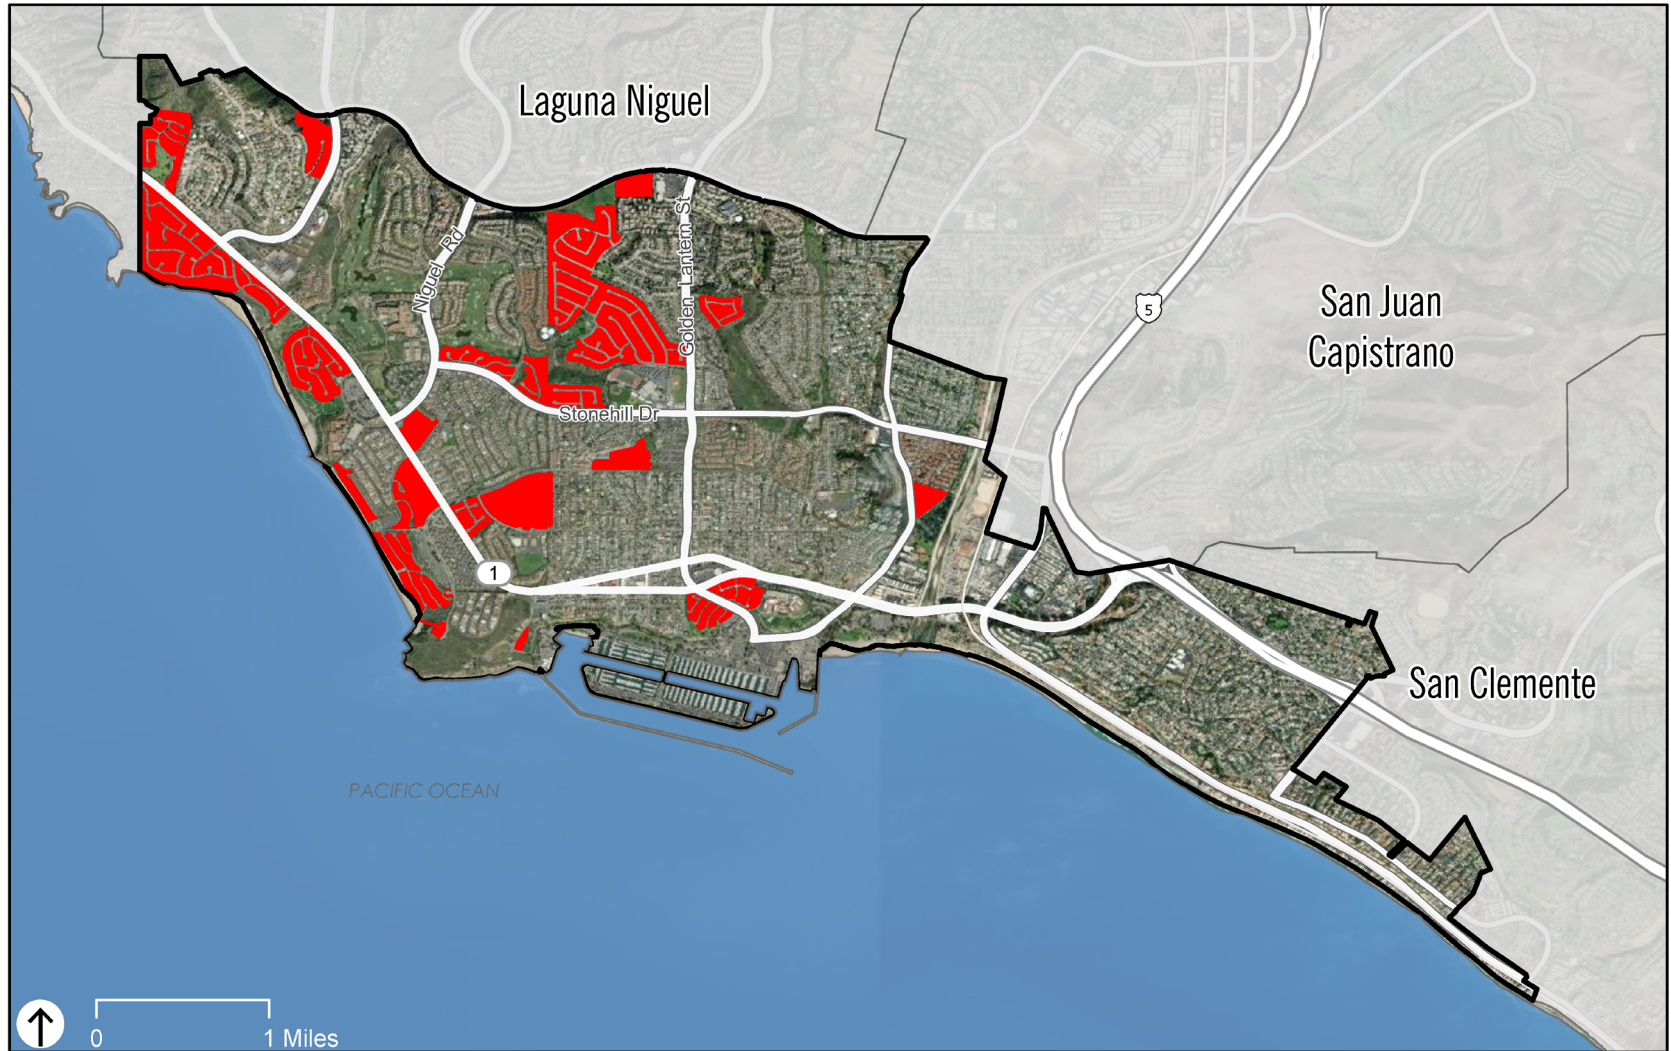 Laguna Niguel
Niguel Rd
Golden Lantern St
5
San Juan
Capistrano
Stonehill Dr
1
San Clemente
PACIFIC OCEAN
0
1 Miles